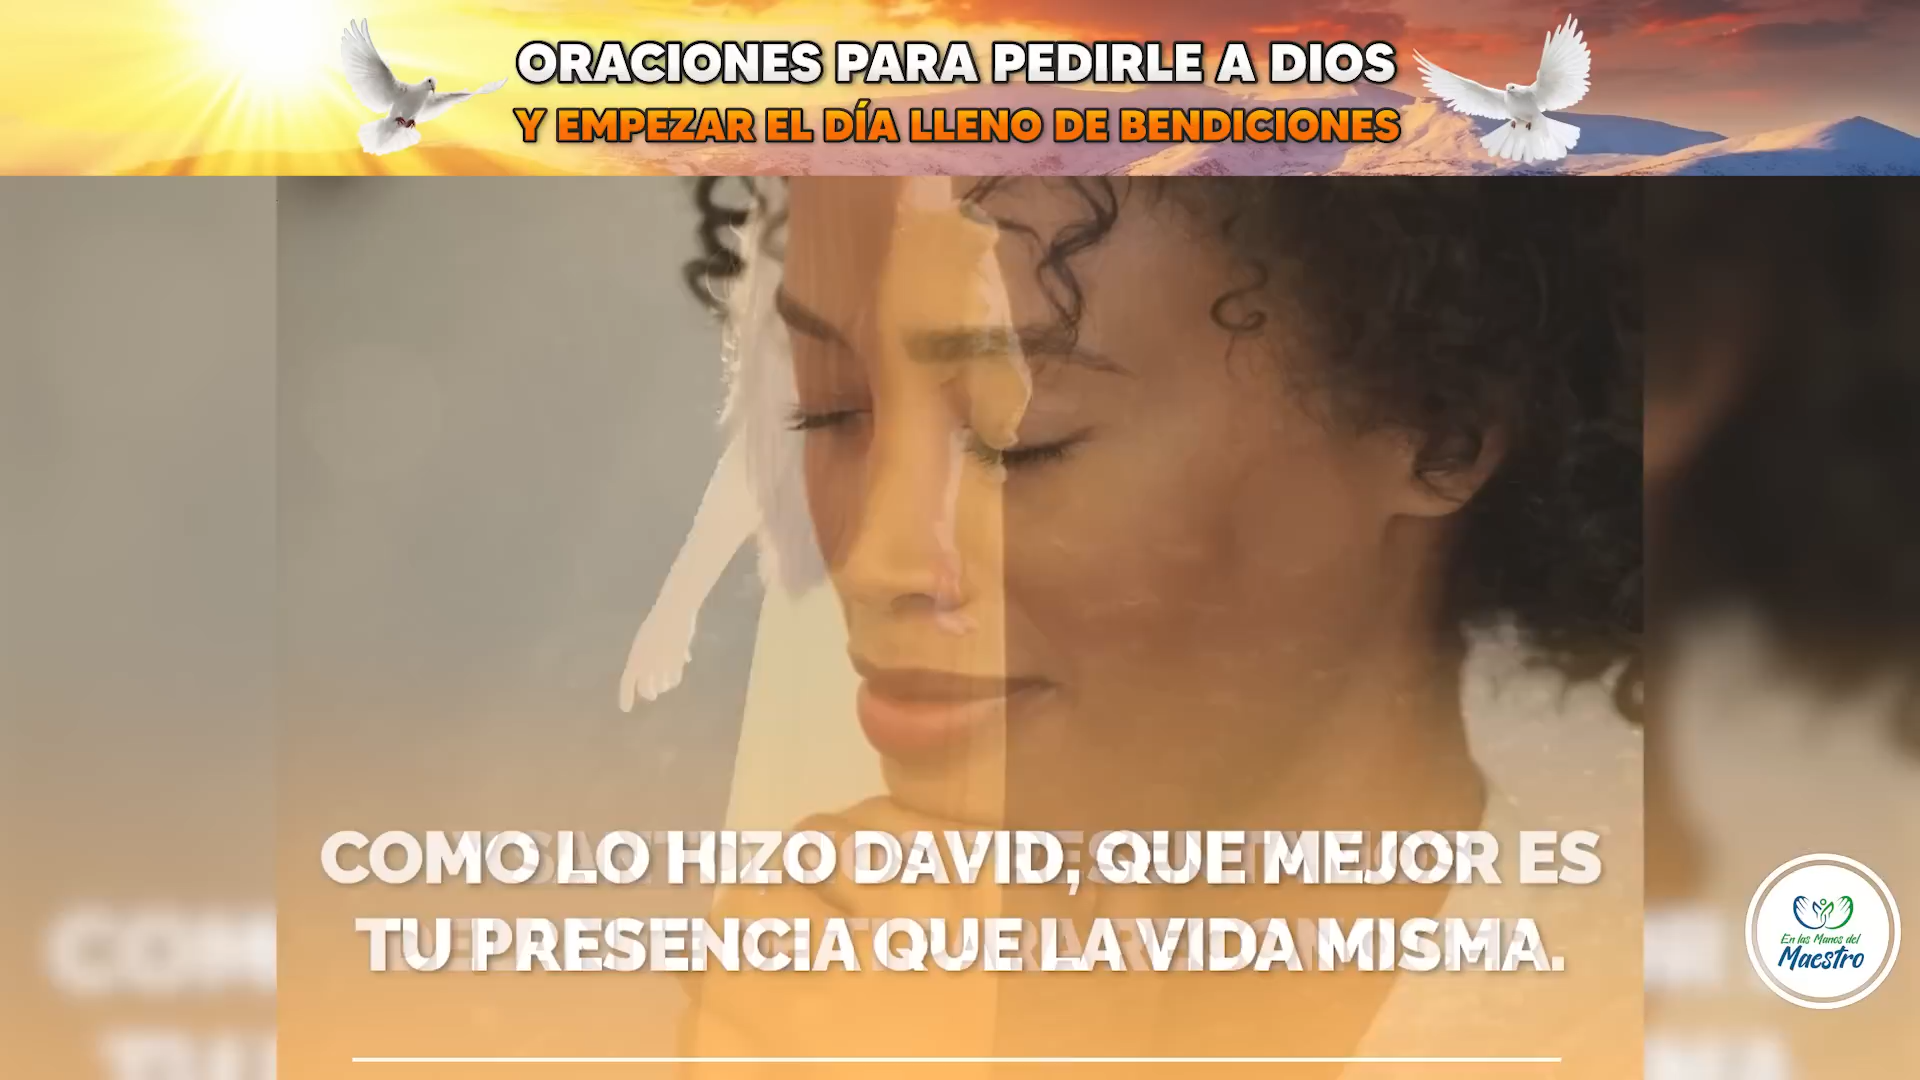 ORACIONES PARA PEDIRLE A DIOS
Y EMPEZAR EL DÍA LLENO DE BENDICIONES
COMO LO HIZO DAVID, QUE MEJOR ES
TU PRESENCIA QUE LA VIDA MISMA.
En las Manos del
Maestro